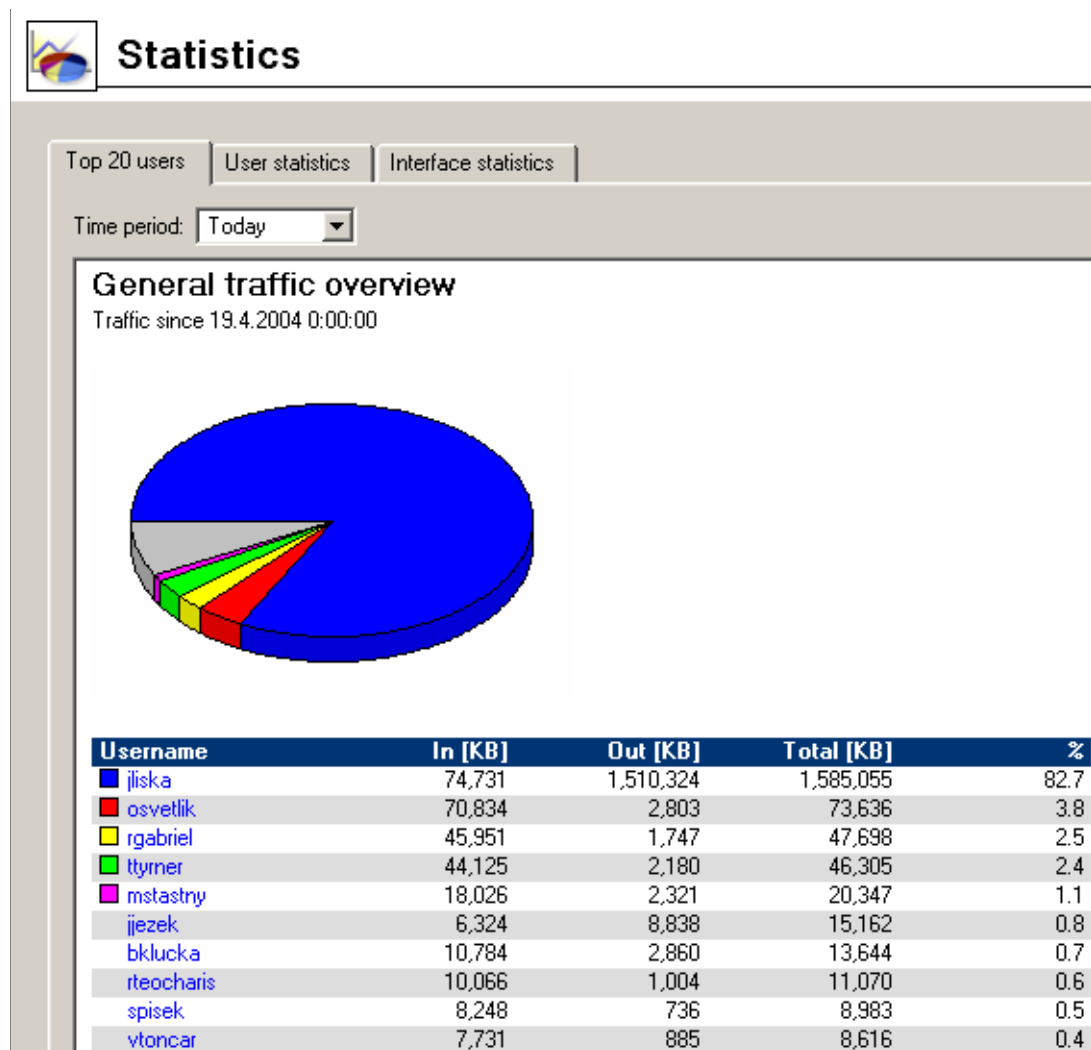 Statistics
Top 20 users User statistics Interface statistics
Time period: Today
General traffic overview
Traffic since 19.4.2004 0:00:00
Username In [KB] Out [KB] Total [KB] %
jliska 74,731 1,510,324 1,585,055 82.7
osvetlik 70,834 2,803 73,636 3.8
rgabriel 45,951 1,747 47,698 2.5
ttyrner 44,125 2,180 46,305 2.4
mstastny 18,026 2,321 20,347 1.1
jjezek 6,324 8,838 15,162 0.8
bklucka 10,784 2,860 13,644 0.7
rteocharis 10,066 1,004 11,070 0.6
spisek 8,248 736 8,983 0.5
vtoncar 7,731 885 8,616 0.4